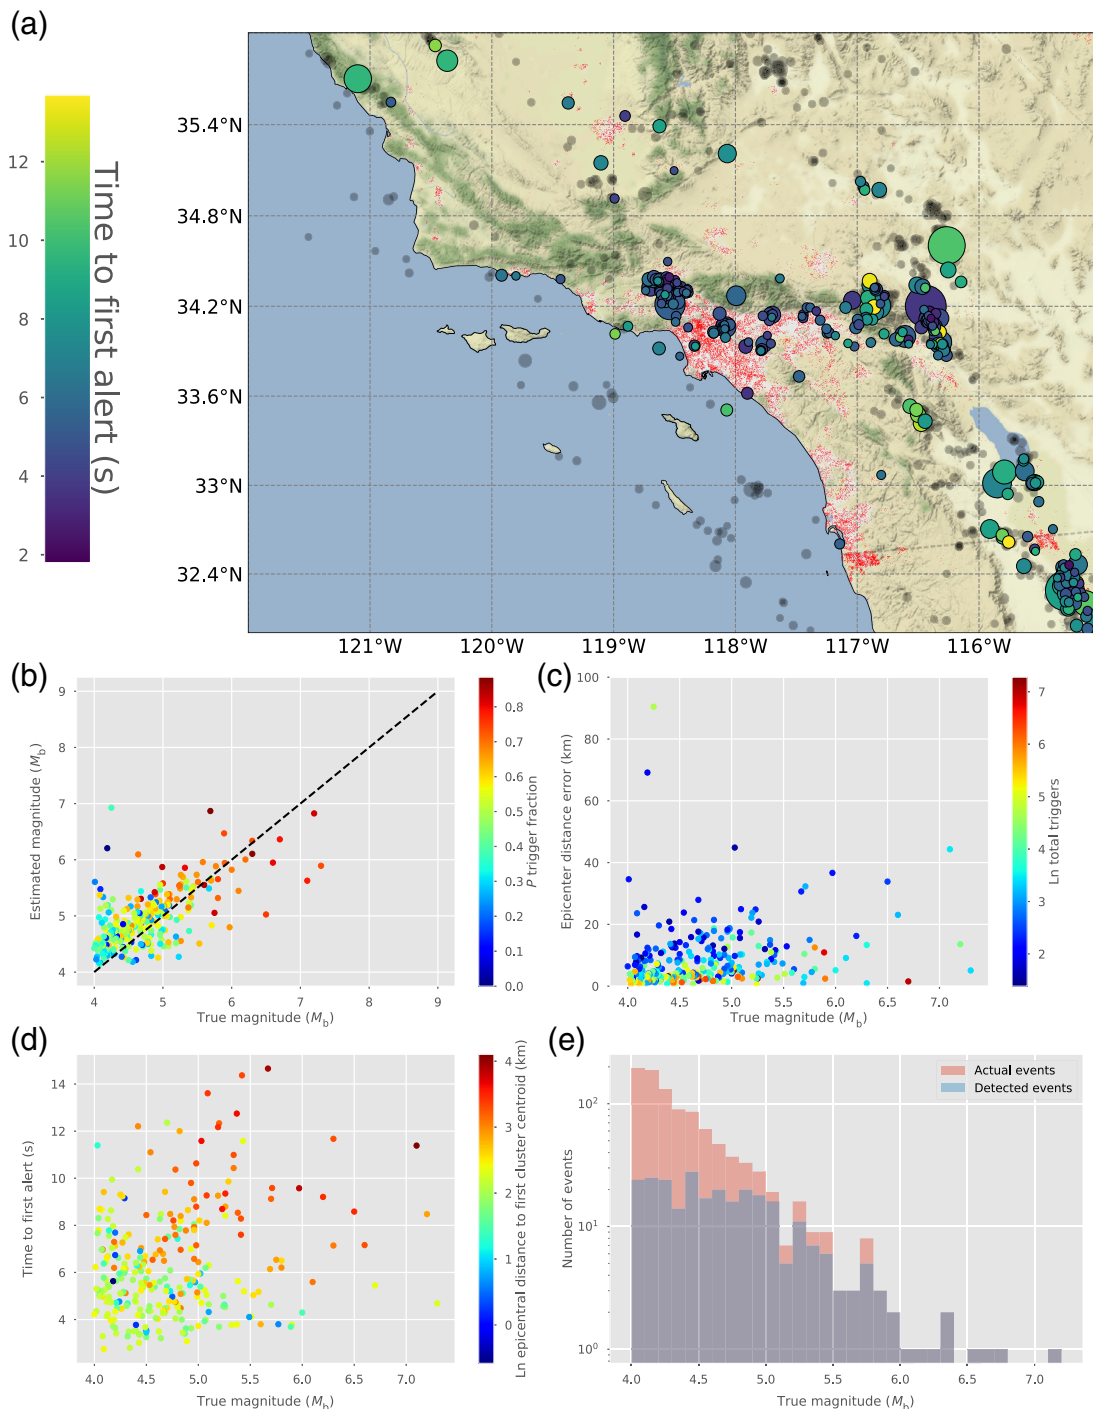 (a)
Time to first alert (s)
12
10
8
6
4
2
35.4°N
34.8°N
34.2°N
33.6°N
33°N
32.4°N
121°W 120°W 119°W 118°W 117°W 116°W
(b)
Estimated magnitude (Mb)
9
8
7
6
5
4
4 5 6 7 8 9
True magnitude (Mb)
0.8
0.7
0.6
0.5
0.4
0.3
0.2
0.1
0.0
P trigger fraction
(c)
Epicenter distance error (km)
100
80
60
40
20
0
4.0 4.5 5.0 5.5 6.0 6.5 7.0
True magnitude (Mb)
7
6
5
4
3
2
Ln total triggers
(d)
Time to first alert (s)
14
12
10
8
6
4
4.0 4.5 5.0 5.5 6.0 6.5 7.0
True magnitude (Mb)
4
3
2
1
0
Ln epicentral distance to first cluster centroid (km)
(e)
Number of events
10²
10¹
10⁰
Actual events
Detected events
4.0 4.5 5.0 5.5 6.0 6.5 7.0
True magnitude (Mb)